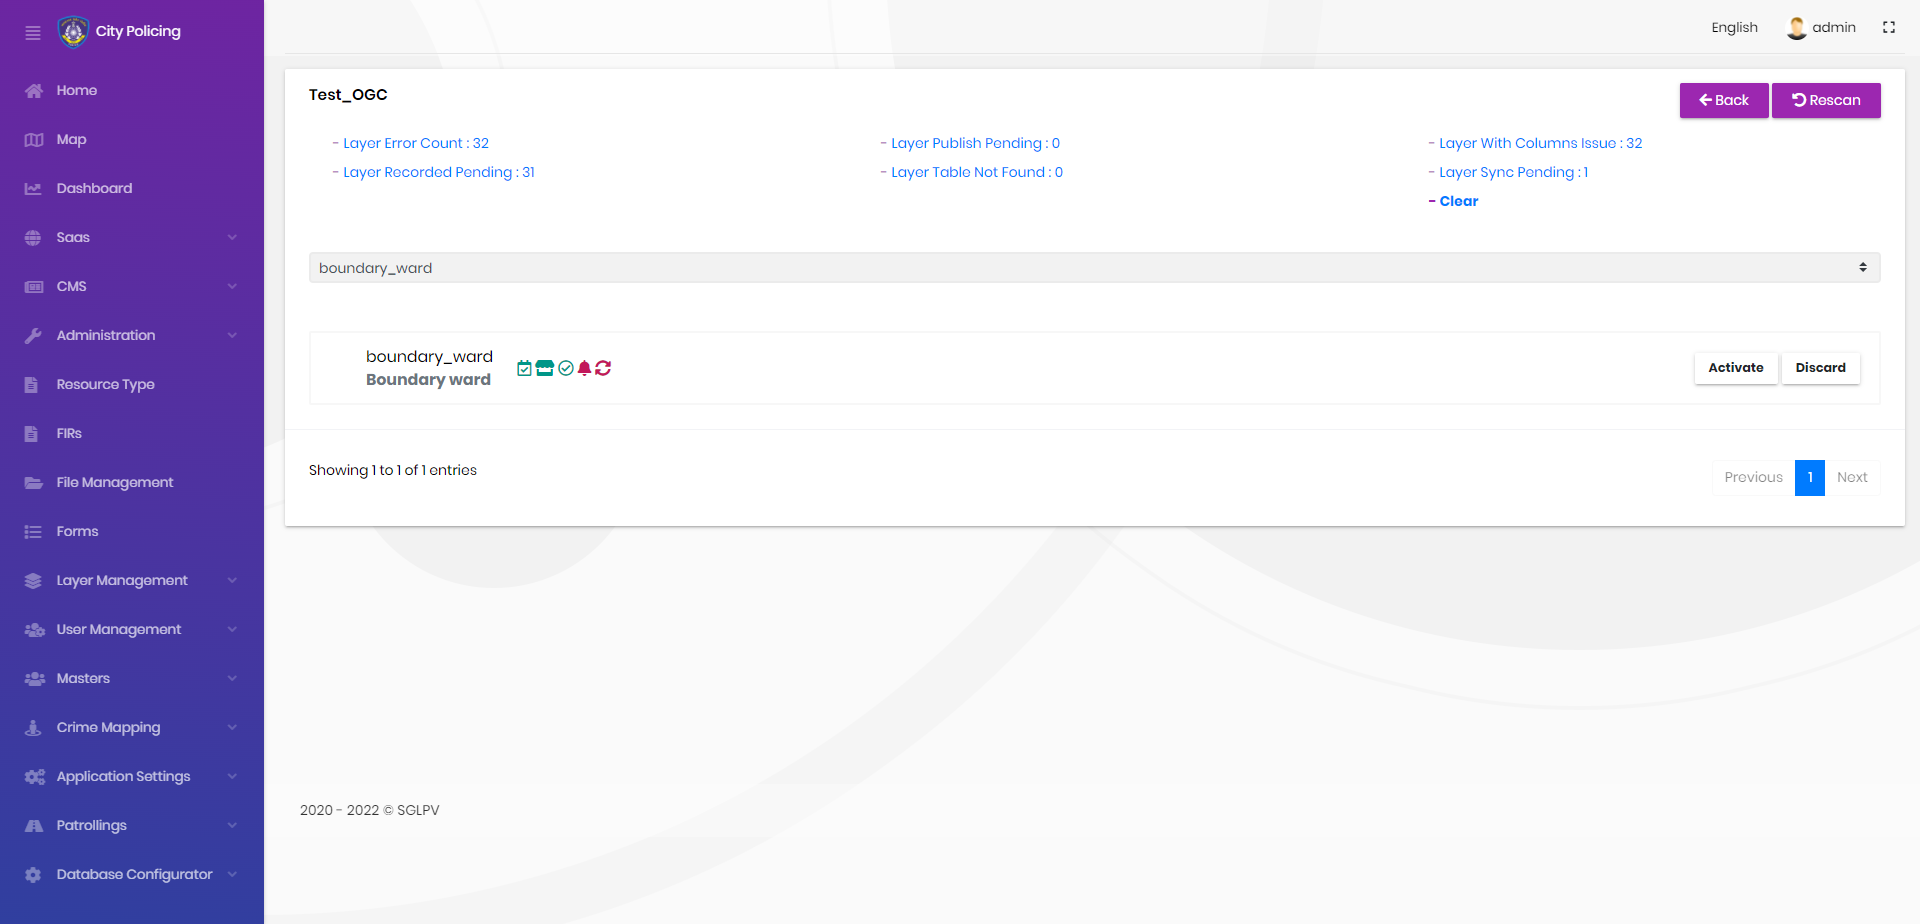 City Policing
English
admin
Home
Map
Dashboard
Saas
CMS
Administration
Resource Type
FIRs
File Management
Forms
Layer Management
User Management
Masters
Crime Mapping
Application Settings
Patrollings
Database Configurator
Test_OGC
Back
Rescan
- Layer Error Count : 32
- Layer Publish Pending : 0
- Layer With Columns Issue : 32
- Layer Recorded Pending : 31
- Layer Table Not Found : 0
- Layer Sync Pending : 1
- Clear
boundary_ward
boundary_ward
Boundary ward
Activate
Discard
Showing 1 to 1 of 1 entries
Previous
1
Next
2020 - 2022 © SGLPV